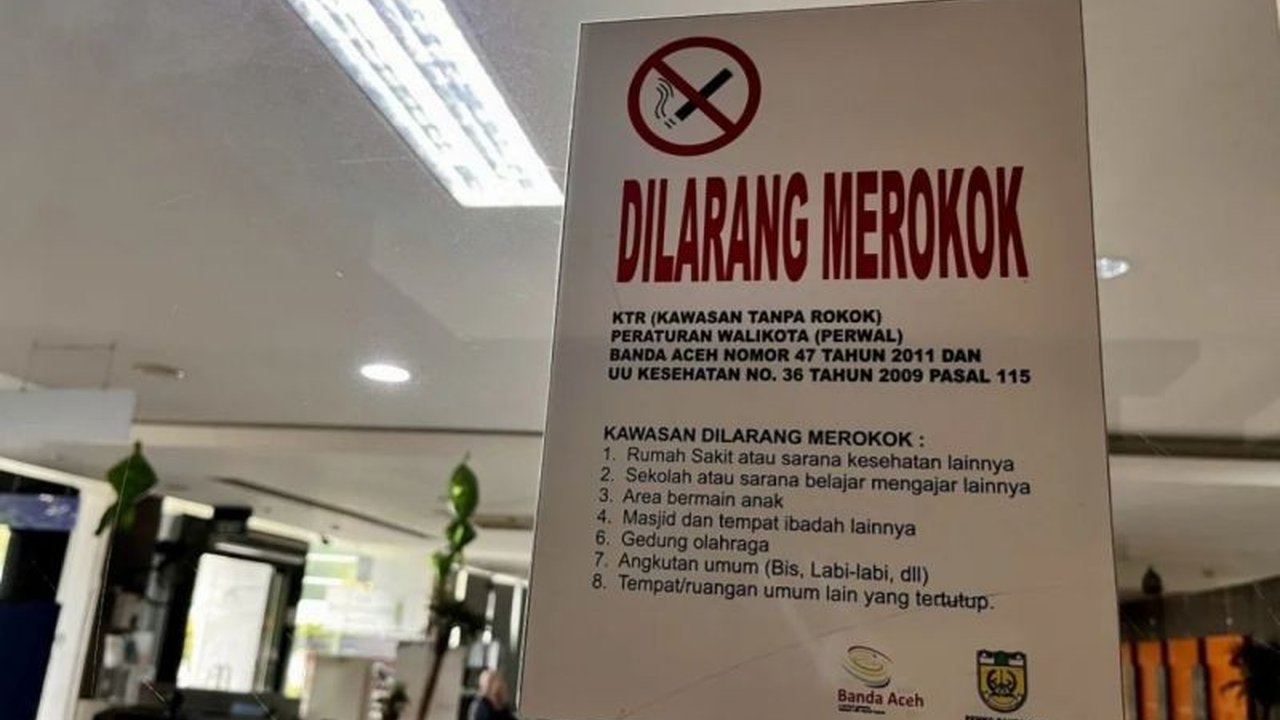 DILARANG MEROKOK
KTR (KAWASAN TANPA ROKOK)
PERATURAN WALIKOTA (PERWAL)
BANDA ACEH NOMOR 47 TAHUN 2011 DAN
UU KESEHATAN NO. 36 TAHUN 2009 PASAL 115
KAWASAN DILARANG MEROKOK :
1. Rumah Sakit atau sarana kesehatan lainnya
2. Sekolah atau sarana belajar mengajar lainnya
3. Area bermain anak
4. Masjid dan tempat ibadah lainnya
6. Gedung olahraga
7. Angkutan umum (Bis, Labi-labi, dll)
8. Tempat/ruangan umum lain yang tertutup.
Banda Aceh